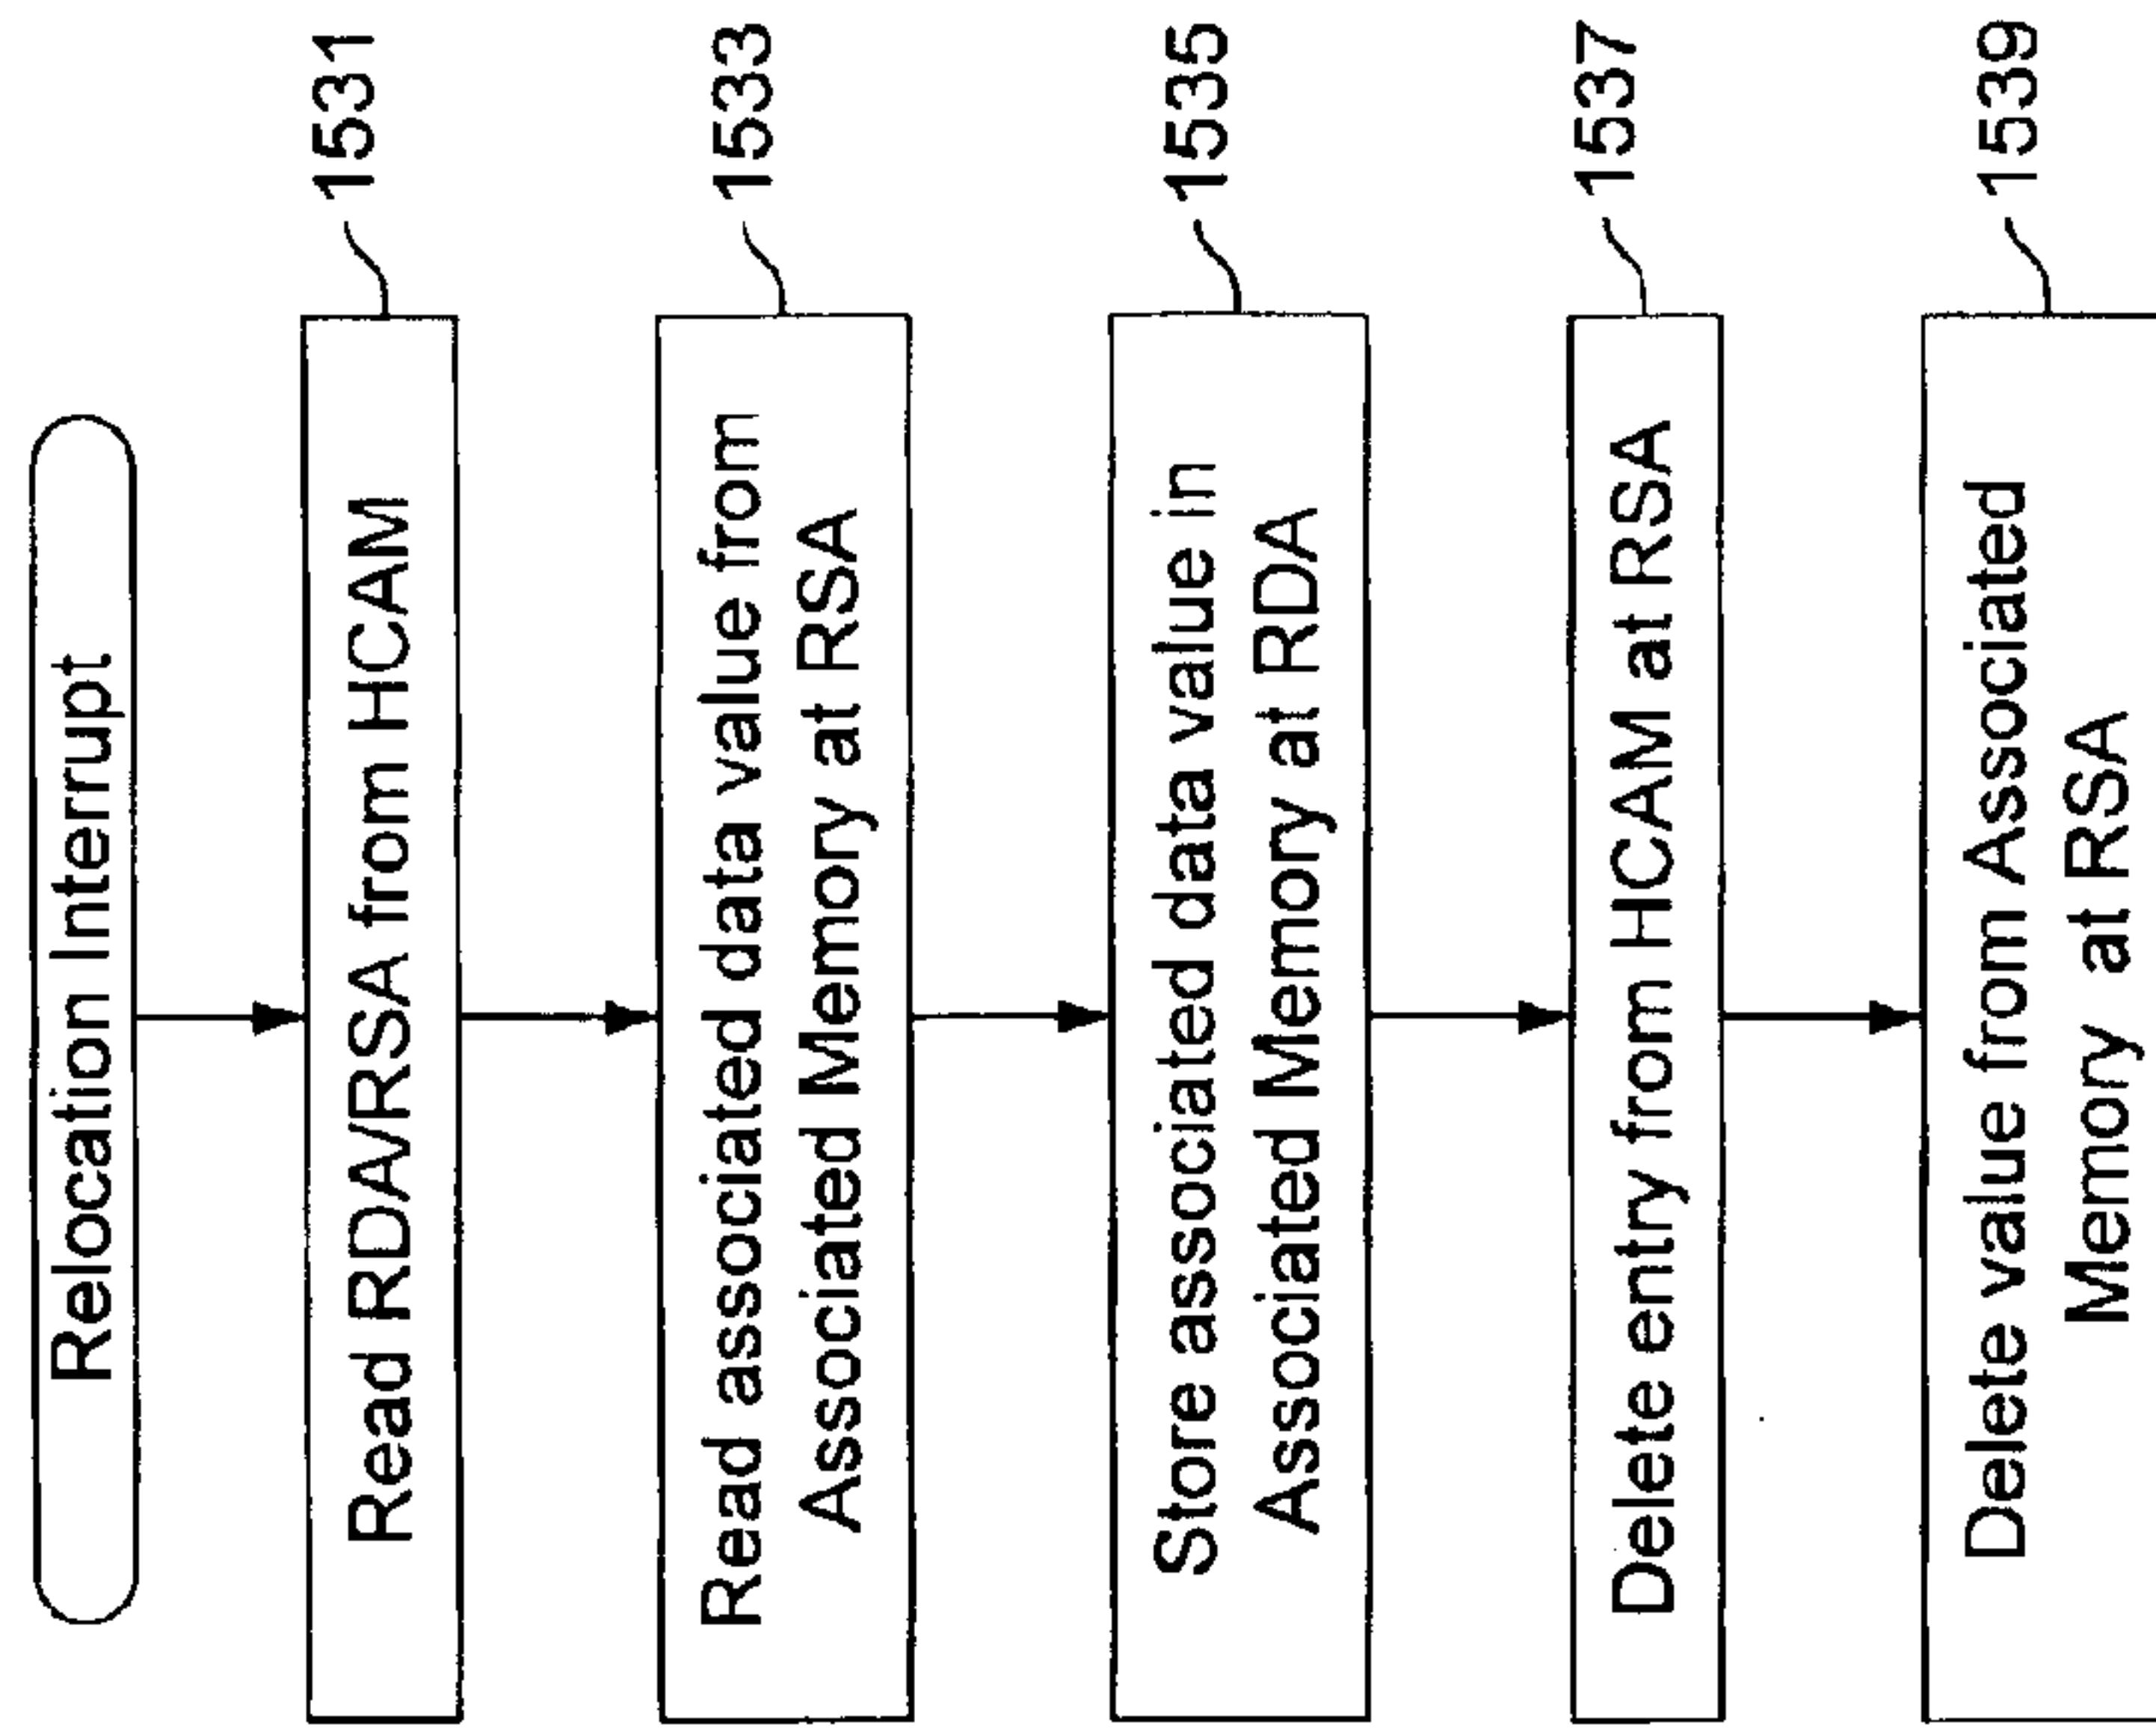 Relocation Interrupt
Read RDA/RSA from HCAM
1531
Read associated data value from
Associated Memory at RSA
1533
Store associated data value in
Associated Memory at RDA
1535
Delete entry from HCAM at RSA
1537
Delete value from Associated
Memory at RSA
1539